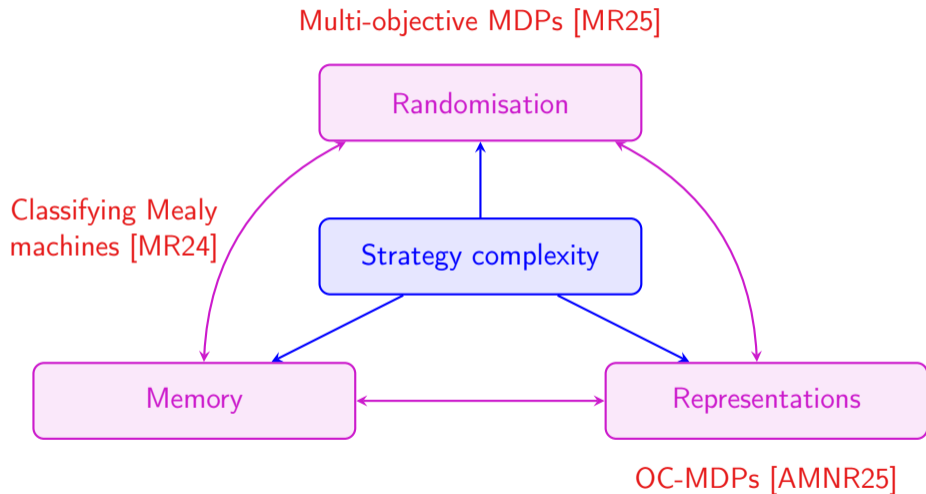 Multi-objective MDPs [MR25]
Randomisation
Classifying Mealy
machines [MR24]
Strategy complexity
Memory
Representations
OC-MDPs [AMNR25]